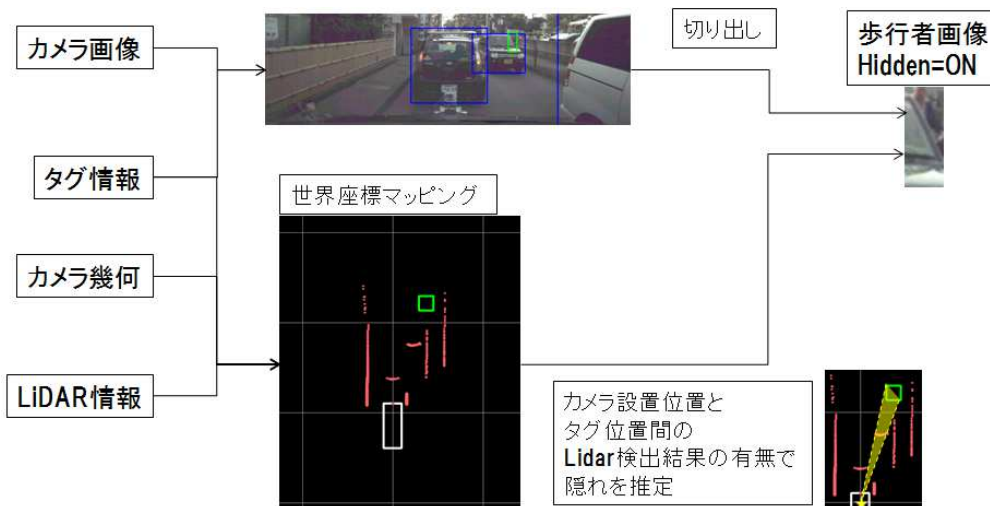 カメラ画像
切り出し
歩行者画像
Hidden=ON
タグ情報
世界座標マッピング
カメラ幾何
LiDAR情報
カメラ設置位置と
タグ位置間の
Lidar検出結果の有無で
隠れを推定